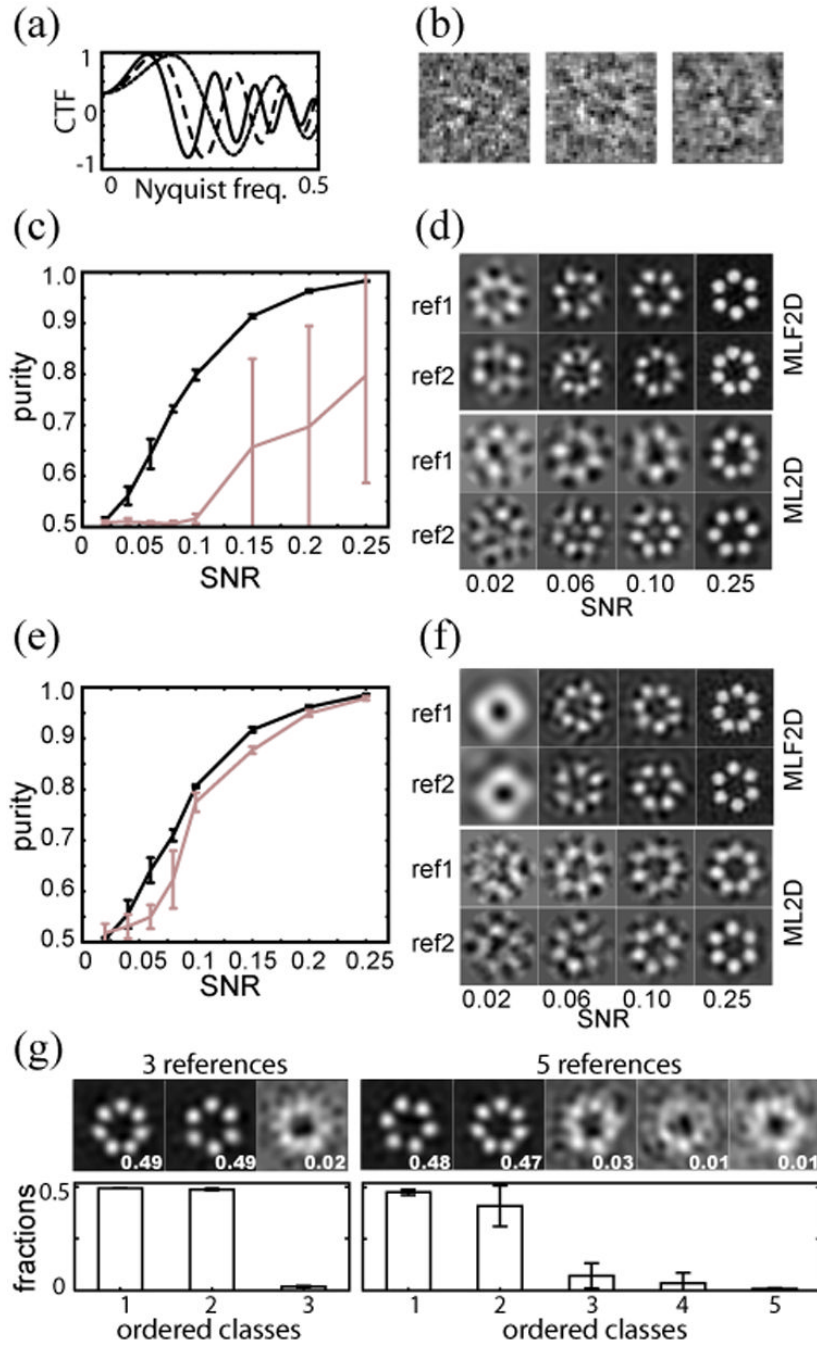 (a)
(b)
1
0
-1
CTF
0
Nyquist freq.
0.5
(c)
(d)
1.0
0.9
0.8
0.7
0.6
0.5
purity
0 0.05 0.1 0.15 0.2 0.25
SNR
ref1
ref2
MLF2D
ref1
ref2
ML2D
0.02 0.06 0.10 0.25
SNR
(e)
(f)
1.0
0.9
0.8
0.7
0.6
0.5
purity
0 0.05 0.1 0.15 0.2 0.25
SNR
ref1
ref2
MLF2D
ref1
ref2
ML2D
0.02 0.06 0.10 0.25
SNR
(g)
3 references
5 references
0.49 0.49 0.02
0.48 0.47 0.03 0.01 0.01
0.5
0
fractions
1 2 3
ordered classes
1 2 3 4 5
ordered classes